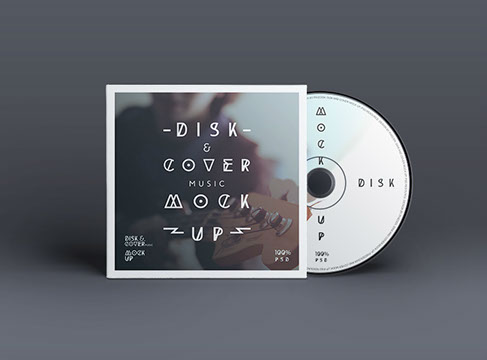 -DISK-
&
COVER
MUSIC
MOCK
UP
DISK &
COVER
MOCK
UP
100%
PSD
MOCK
UP
DISK
100%
PSD